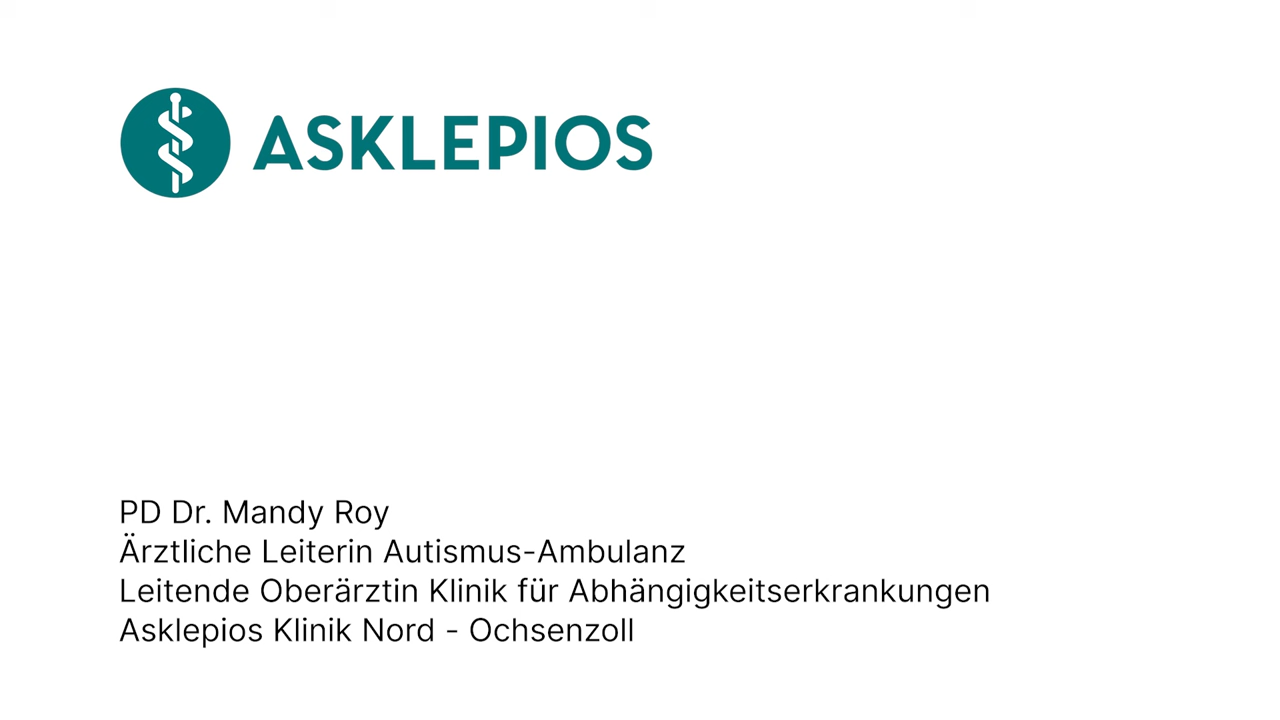 ASKLEPIOS
PD Dr. Mandy Roy
Ärztliche Leiterin Autismus-Ambulanz
Leitende Oberärztin Klinik für Abhängigkeitserkrankungen
Asklepios Klinik Nord - Ochsenzoll